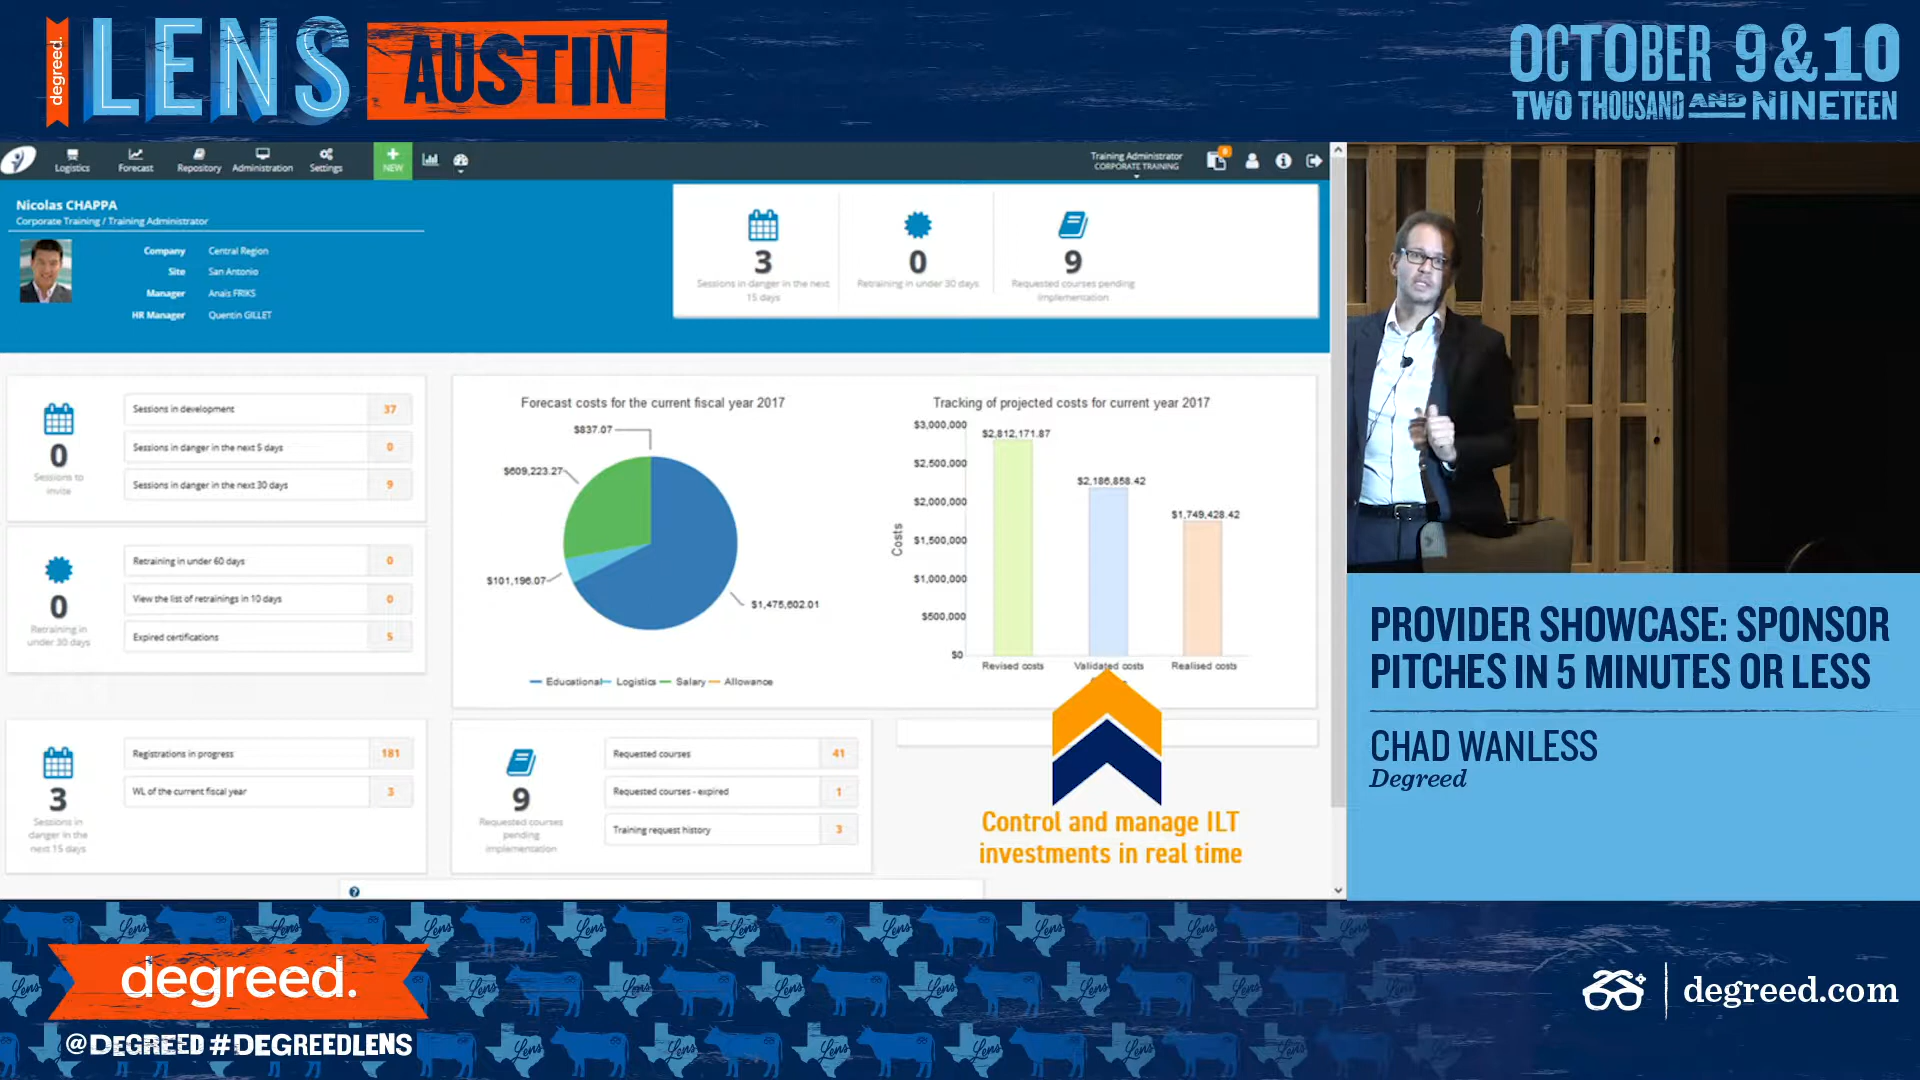 degreed.
LENS
AUSTIN
OCTOBER 9&10
TWO THOUSAND AND NINETEEN
Logistics
Forecast
Repository
Administration
Settings
NEW
Training Administrator
CORPORATE TRAINING
Nicolas CHAPPA
Corporate Training / Training Administrator
Company Central Region
Site San Antonio
Manager Anais FRIKS
HR Manager Quentin GILLET
3
Sessions in danger in the next
15 days
0
Retraining in under 30 days
9
Requested courses pending
implementation
0
Sessions to
invite
Sessions in development 37
Sessions in danger in the next 5 days 0
Sessions in danger in the next 30 days 9
0
Retraining in
under 30 days
Retraining in under 60 days 0
View the list of retrainings in 10 days 0
Expired certifications 5
Forecast costs for the current fiscal year 2017
$837.07
$609,223.27
$101,196.07
$1,475,602.01
Educational Logistics Salary Allowance
Tracking of projected costs for current year 2017
Costs
$3,000,000
$2,500,000
$2,000,000
$1,500,000
$1,000,000
$500,000
$0
$2,812,171.87
$2,186,858.42
$1,749,428.42
Revised costs
Validated costs
Realised costs
3
Sessions in
danger in the
next 15 days
Registrations in progress 181
WL of the current fiscal year 3
9
Requested courses
pending
implementation
Requested courses 41
Requested courses - expired 1
Training request history 3
Control and manage ILT
investments in real time
PROVIDER SHOWCASE: SPONSOR
PITCHES IN 5 MINUTES OR LESS
CHAD WANLESS
Degreed
degreed.
@DEGREED #DEGREEDLENS
Lens
degreed.com